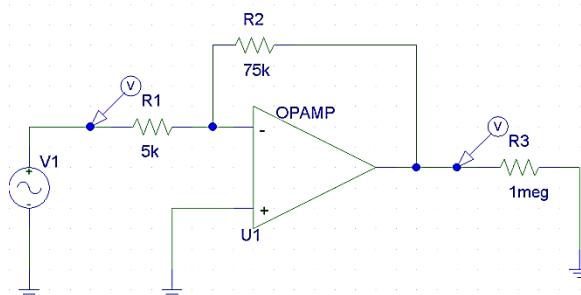 R2
75k
V
R1
5k
OPAMP
-
+
U1
V
R3
1meg
V1
+
-